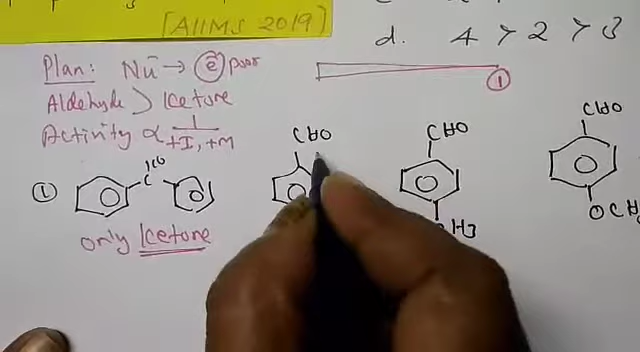 [AIIMS 2019]
d. 4 > 2 > 3
Plan: Nu → e poor
Aldehyde > Ketone
Activity ∝ 1/+I, +M
1
1
C
CHO
CHO
CHO
H3
OCH
only Ketone